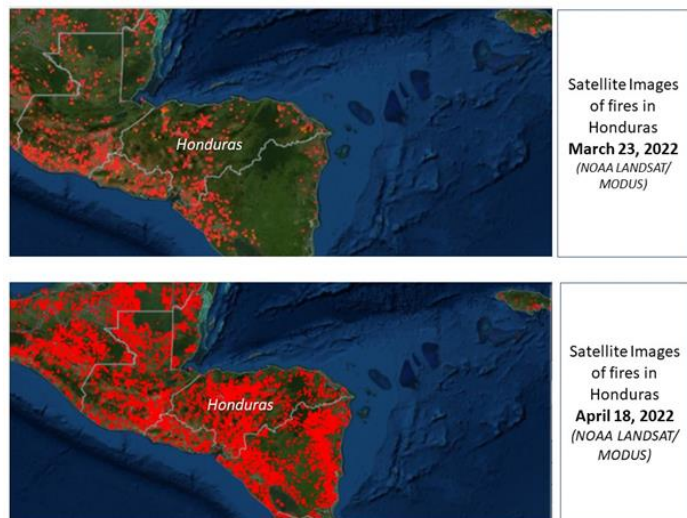 Honduras
Satellite Images
of fires in
Honduras
March 23, 2022
(NOAA LANDSAT/
MODUS)
Honduras
Satellite Images
of fires in
Honduras
April 18, 2022
(NOAA LANDSAT/
MODUS)